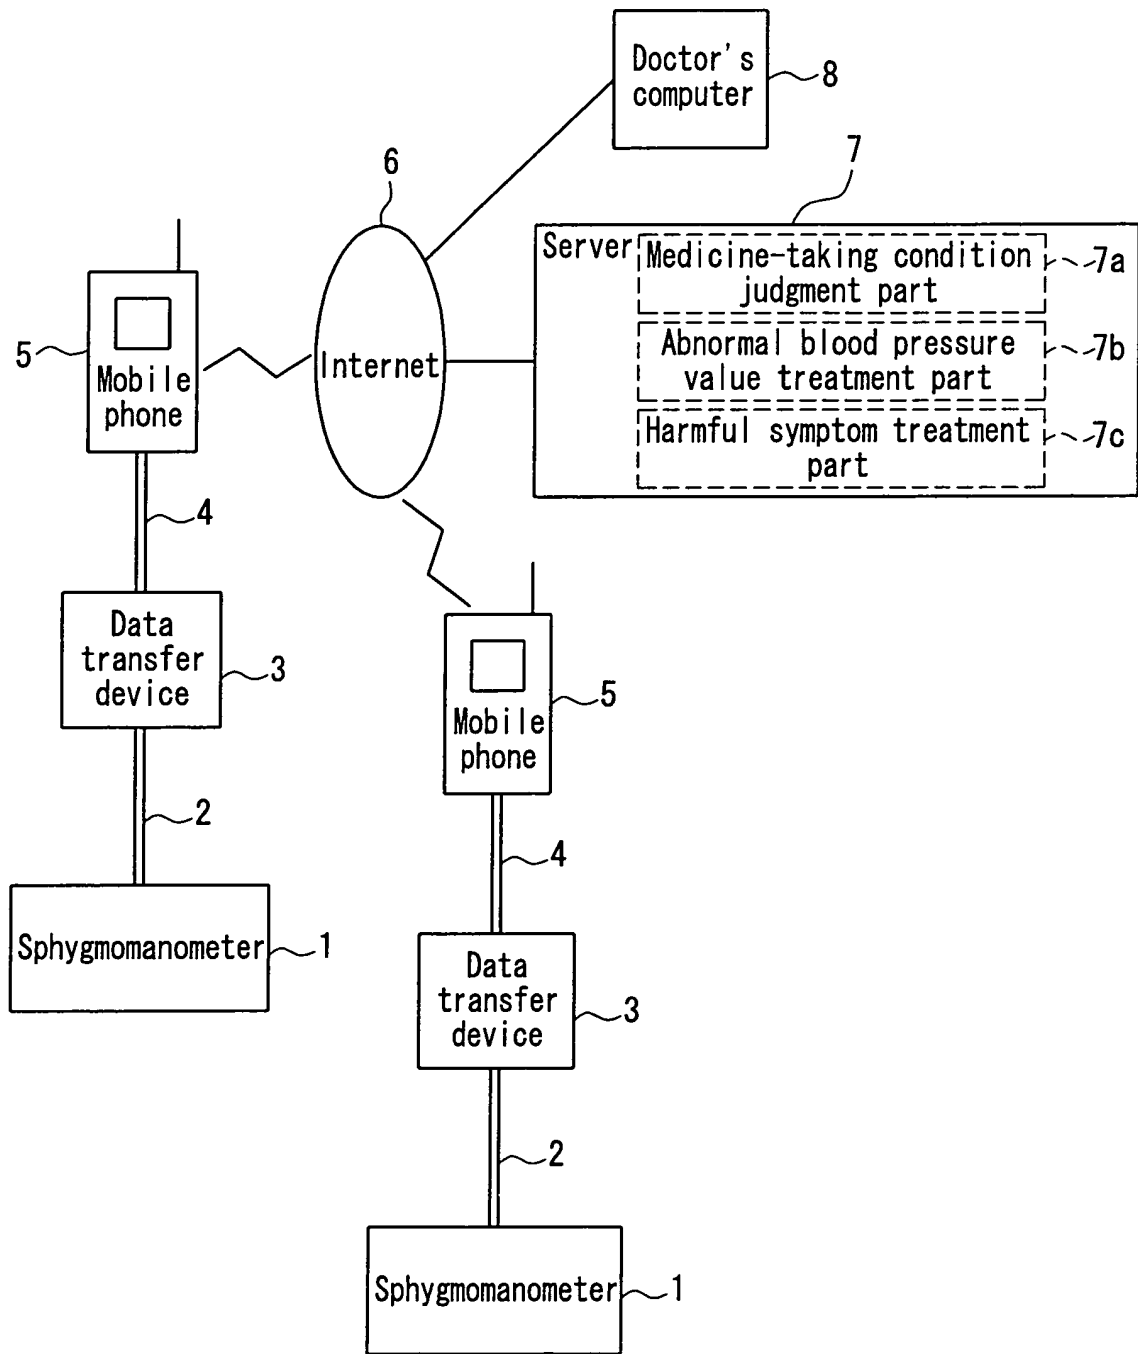 Doctor's
computer
8
7
6
Server
Medicine-taking condition
judgment part
7a
Abnormal blood pressure
value treatment part
7b
Harmful symptom treatment
part
7c
Internet
5
Mobile
phone
4
Data
transfer
device
3
2
Sphygmomanometer
1
5
Mobile
phone
4
Data
transfer
device
3
2
Sphygmomanometer
1